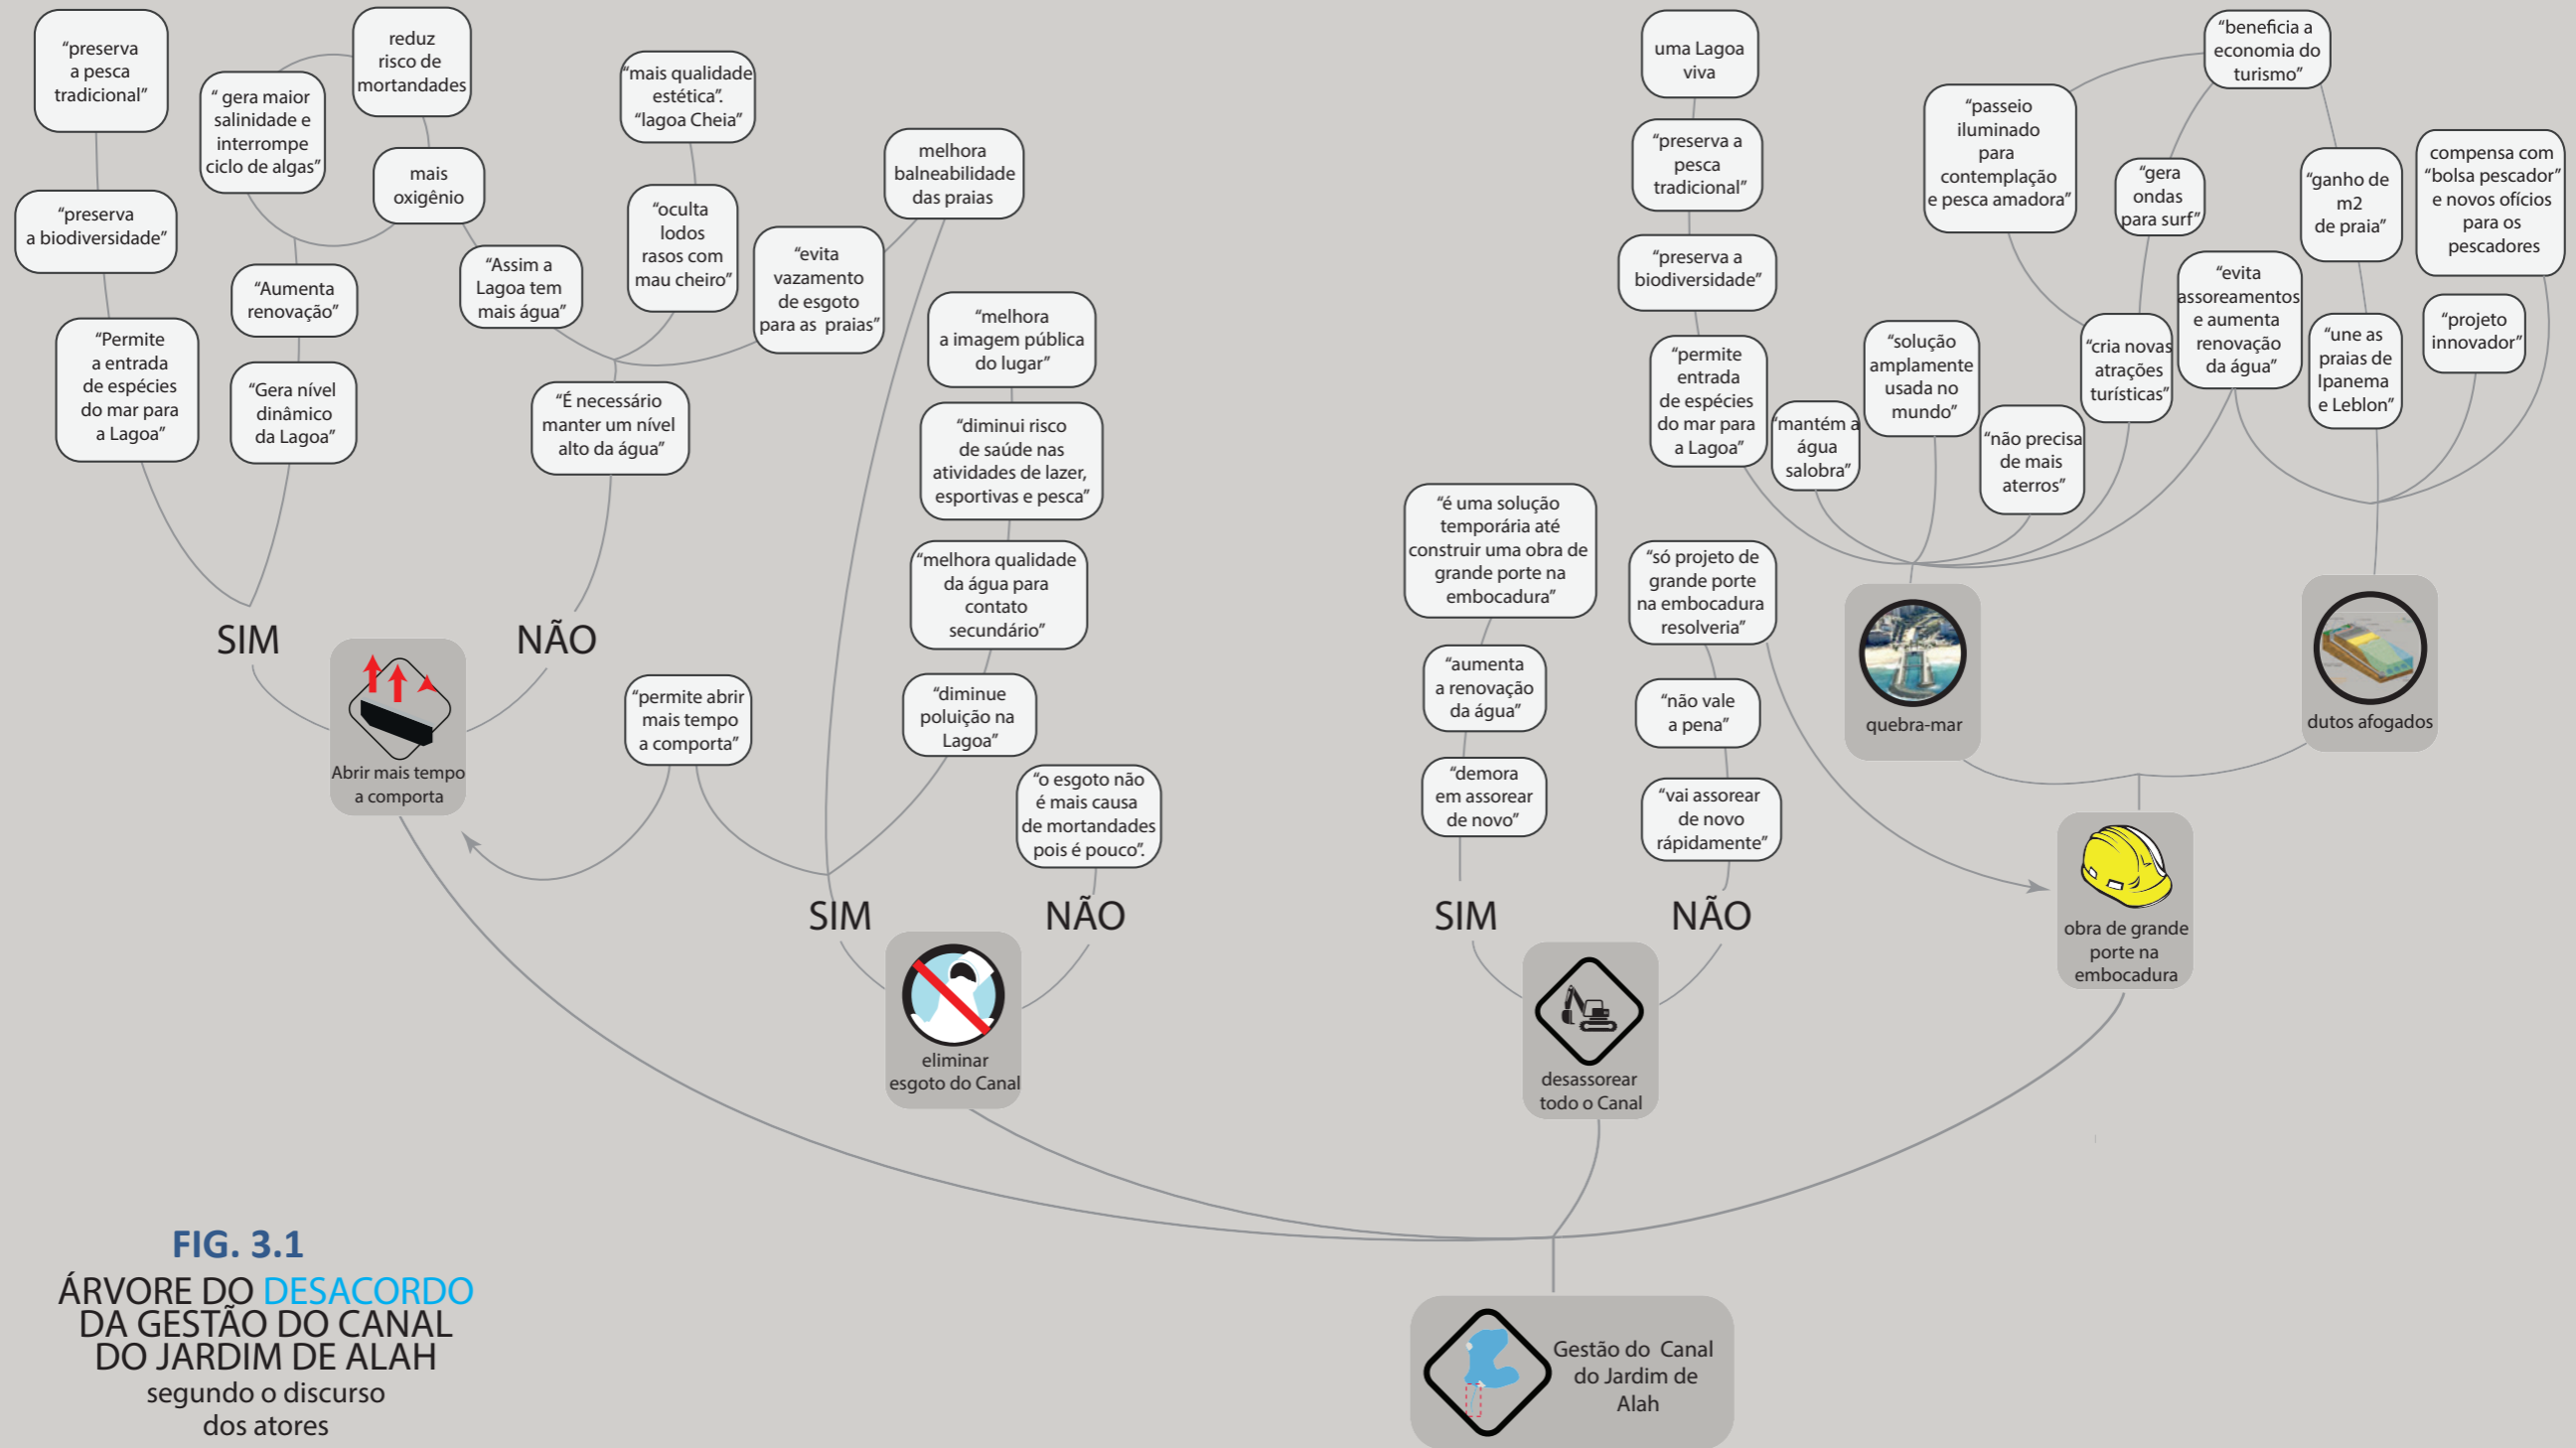 “preserva
a pesca
tradicional”
“preserva
a biodiversidade”
“Permite
a entrada
de espécies
do mar para
a Lagoa”
“ gera maior
salinidade e
interrompe
ciclo de algas”
reduz
risco de
mortandades
mais
oxigênio
“Aumenta
renovação”
“Gera nível
dinâmico
da Lagoa”
“Assim a
Lagoa tem
mais água”
“mais qualidade
estética”.
“lagoa Cheia”
“oculta
lodos
rasos com
mau cheiro”
“evita
vazamento
de esgoto
para as praias”
melhora
balneabilidade
das praias
“É necessário
manter um nível
alto da água”
SIM
NÃO
Abrir mais tempo
a comporta
“melhora
a imagem pública
do lugar”
“diminui risco
de saúde nas
atividades de lazer,
esportivas e pesca”
“melhora qualidade
da água para
contato
secundário”
“diminue
poluição na
Lagoa”
“permite abrir
mais tempo
a comporta”
“o esgoto não
é mais causa
de mortandades
pois é pouco”.
SIM
NÃO
eliminar
esgoto do Canal
“é uma solução
temporária até
construir uma obra de
grande porte na
embocadura”
“aumenta
a renovação
da água”
“demora
em assorear
de novo”
“só projeto de
grande porte
na embocadura
resolveria”
“não vale
a pena”
“vai assorear
de novo
rápidamente”
SIM
NÃO
desassorear
todo o Canal
uma Lagoa
viva
“preserva a
pesca
tradicional”
“preserva a
biodiversidade”
“permite
entrada
de espécies
do mar para
a Lagoa”
“mantém a
água
salobra”
“solução
amplamente
usada no
mundo”
“não precisa
de mais
aterros”
“passeio
iluminado
para
contemplação
e pesca amadora”
“beneficia a
economia do
turismo”
“gera
ondas
para surf”
“cria novas
atrações
turísticas”
“evita
assoreamentos
e aumenta
renovação
da água”
“ganho de
m2
de praia”
“une as
praias de
Ipanema
e Leblon”
compensa com
“bolsa pescador”
e novos ofícios
para os
pescadores
“projeto
innovador”
quebra-mar
dutos afogados
obra de grande
porte na
embocadura
Gestão do Canal
do Jardim de
Alah
FIG. 3.1
ÁRVORE DO DESACORDO
DA GESTÃO DO CANAL
DO JARDIM DE ALAH
segundo o discurso
dos atores